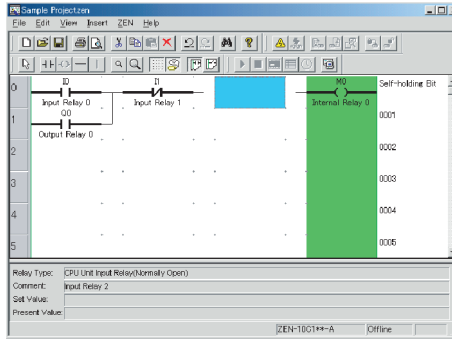 Sample Project.zen
File Edit View Insert ZEN Help
0 I0 I1 M0 Self-holding Bit
Input Relay 0 Input Relay 1 Internal Relay 0
1 Q0 0001
Output Relay 0
2 0002
3 0003
4 0004
5 0005
Relay Type: CPU Unit Input Relay(Normally Open)
Comment: Input Relay 2
Set Value:
Present Value:
ZEN-10C1**-A Offline